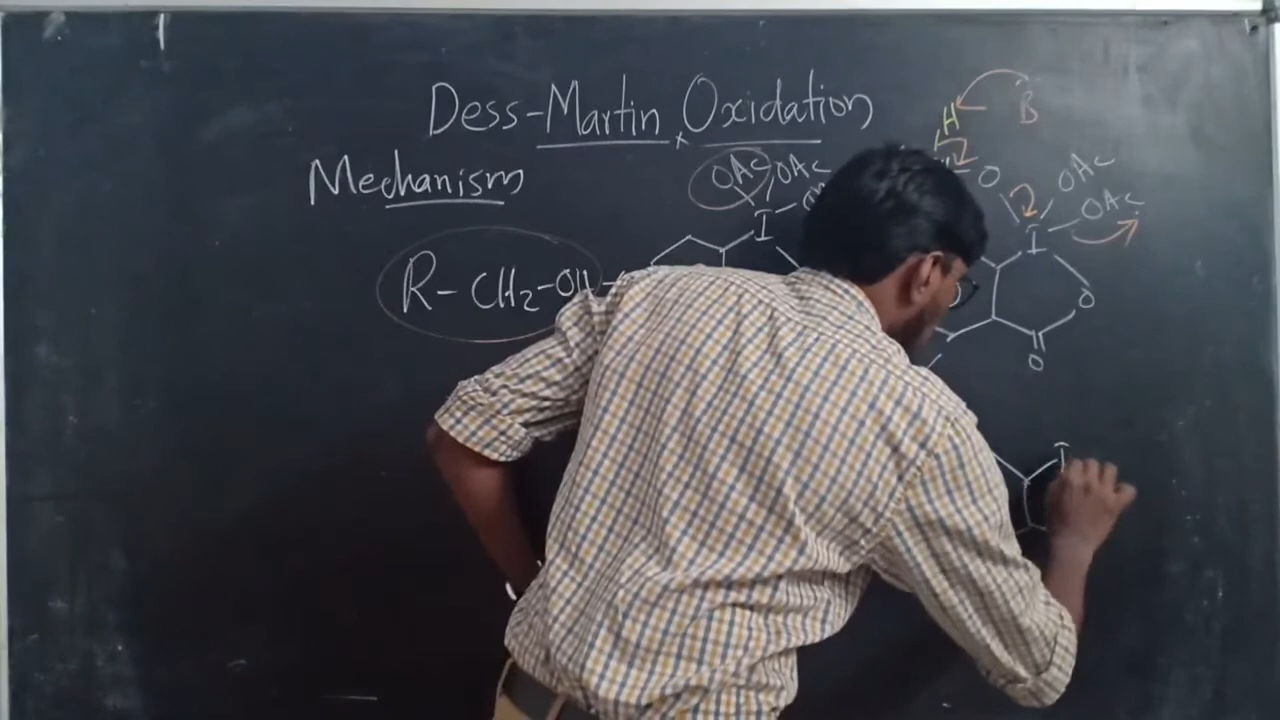 Dess-Martin Oxidation
H B
Mechanism
OAc OAc
O OAc
OAc
I
I
R-CH2-OH
O
O
I